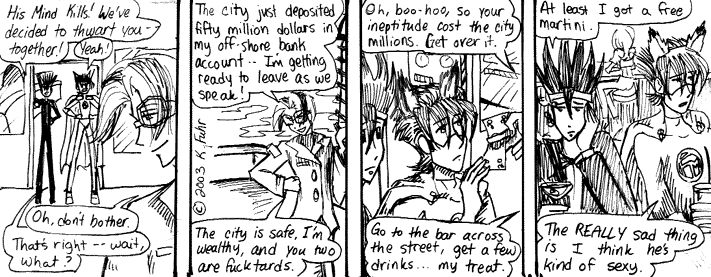 His Mind Kills! We've
decided to thwart you--
together!
Yeah!
Oh, don't bother.
That's right -- wait,
what?
The city just deposited
fifty million dollars in
my off-shore bank
account-- I'm getting
ready to leave as we
speak!
© 2003 K. Fuhr
The city is safe, I'm
wealthy, and you two
are fucktards.
Oh, boo-hoo, so your
ineptitude cost the city
millions. Get over it.
20
Go to the bar across
the street, get a few
drinks... my treat.
At least I got a free
martini.
The REALLY sad thing
is I think he's
kind of sexy.